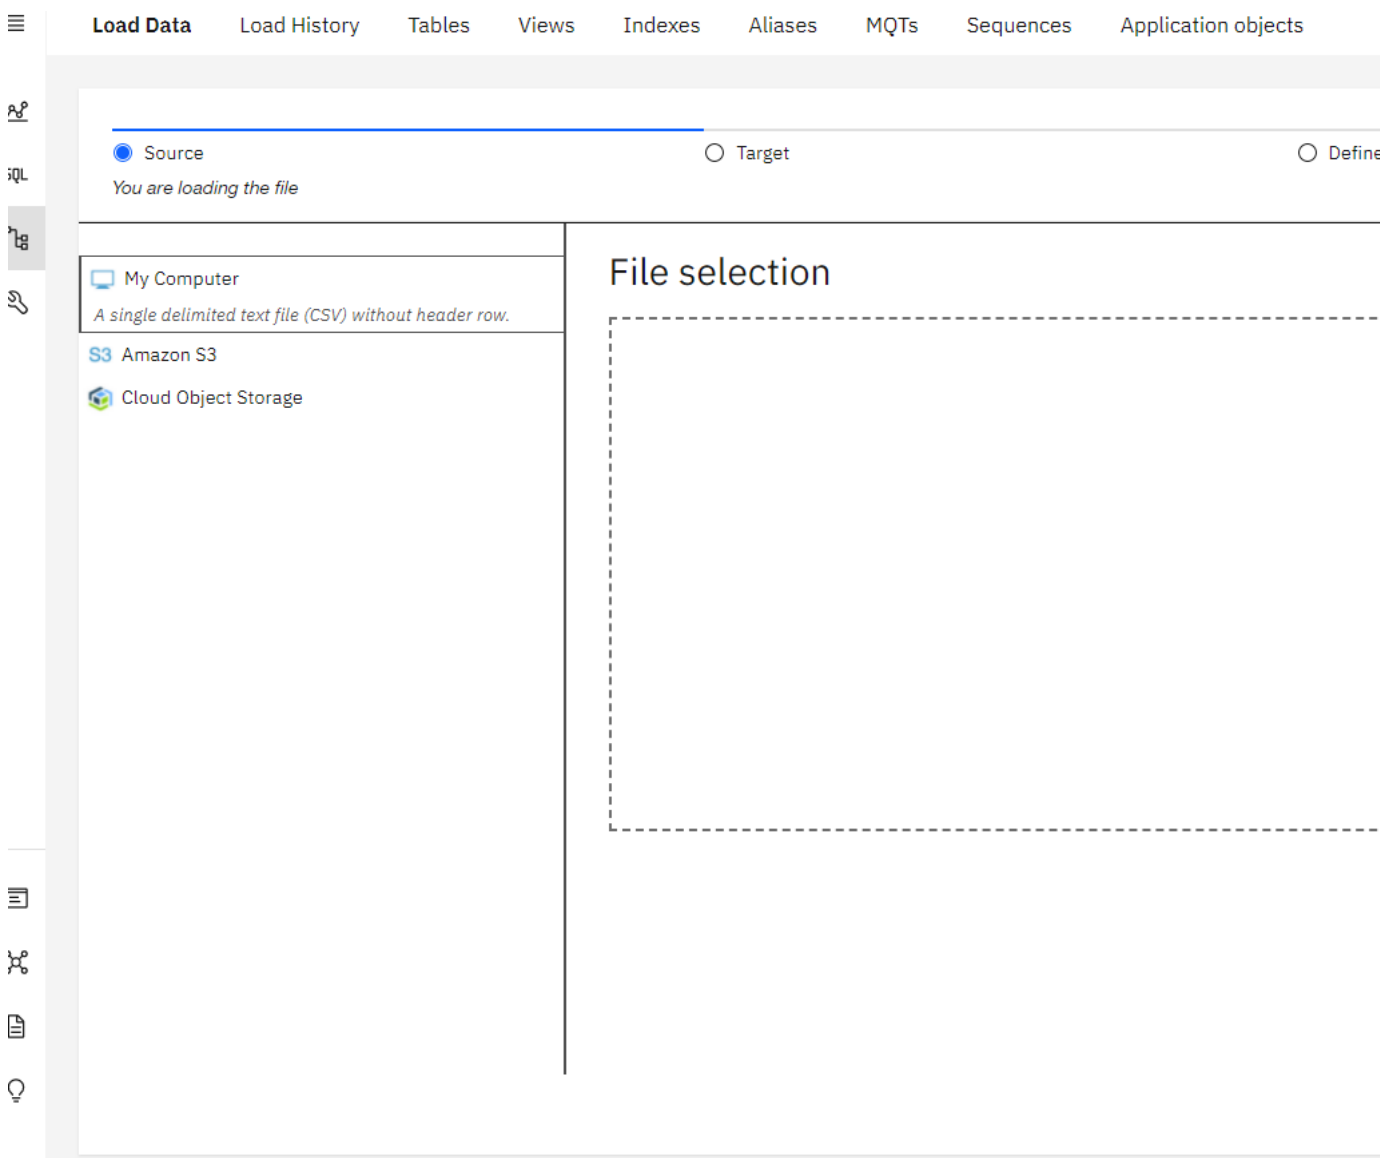 Load Data Load History Tables Views Indexes Aliases MQTs Sequences Application objects
Source Target Define
You are loading the file
SQL
My Computer
A single delimited text file (CSV) without header row.
S3 Amazon S3
Cloud Object Storage
File selection